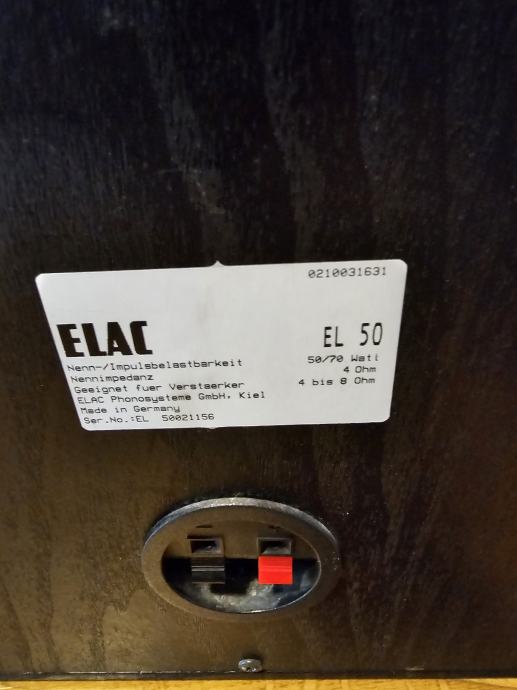 0210031631
ELAC EL 50
Nenn-/Impulsbelastbarkeit 50/70 Watt
Nennimpedanz 4 Ohm
Geeignet fuer Verstaerker 4 bis 8 Ohm
ELAC Phonosysteme GmbH, Kiel
Made in Germany
Ser.No.:EL 50021156